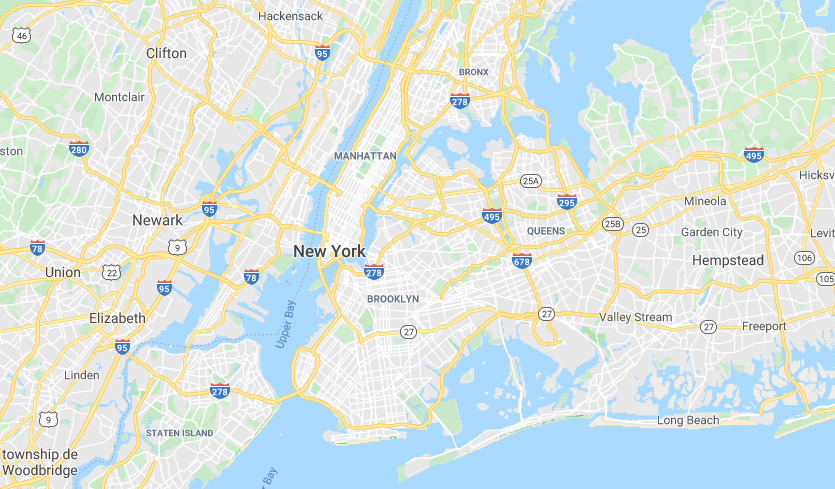 Hackensack
46
95
Clifton
BRONX
Montclair
278
280
ston
MANHATTAN
495
25A
Hicksv
295
Mineola
95
495
Newark
25B
25
QUEENS
Garden City
Levit
9
78
New York
678
Hempstead
106
Union
22
278
78
105
95
BROOKLYN
Upper Bay
27
Elizabeth
Valley Stream
27
Freeport
27
95
Linden
278
9
Long Beach
STATEN ISLAND
township de
Woodbridge
er Bay